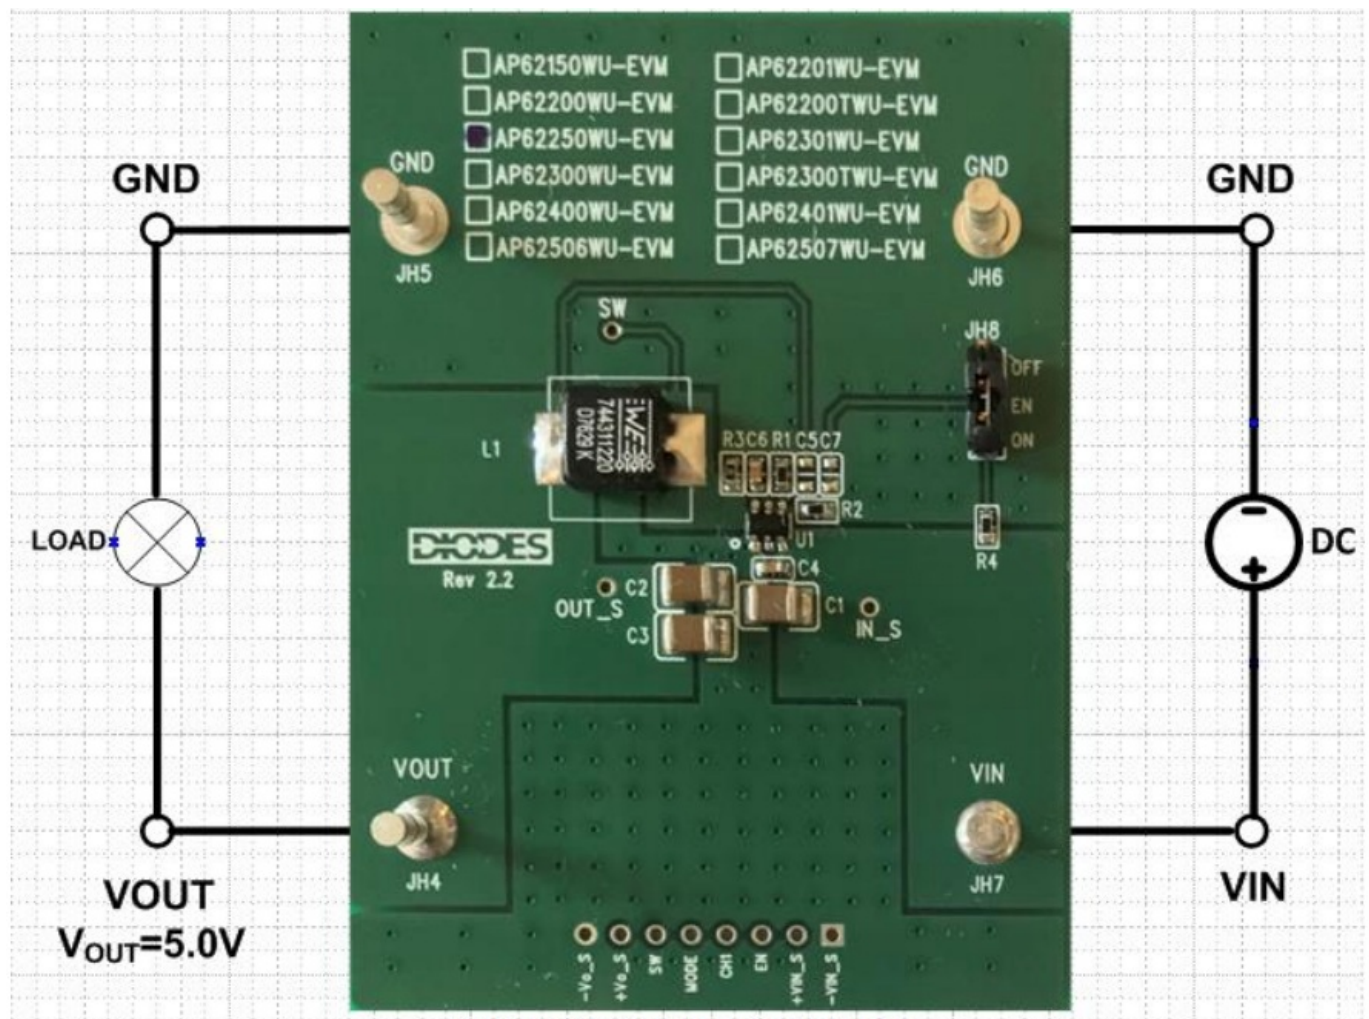 AP62150WU-EVM
AP62200WU-EVM
AP62250WU-EVM
AP62300WU-EVM
AP62400WU-EVM
AP62506WU-EVM
AP62201WU-EVM
AP62200TWU-EVM
AP62301WU-EVM
AP62300TWU-EVM
AP62401WU-EVM
AP62507WU-EVM
GND
GND
JH5
GND
JH6
GND
SW
JH8
OFF
EN
ON
L1
WE
744311220
07629K
R3 C6 R1 C5 C7
R2
U1
R4
LOAD
DC
- 
+
DIODES
Rev 2.2
OUT_S
C2
C3
C4
C1
IN_S
VOUT
JH4
VIN
JH7
VOUT
VOUT=5.0V
VIN
-Vo_S
+Vo_S
SW
MODE
CH1
EN
+VIN_S
-VIN_S